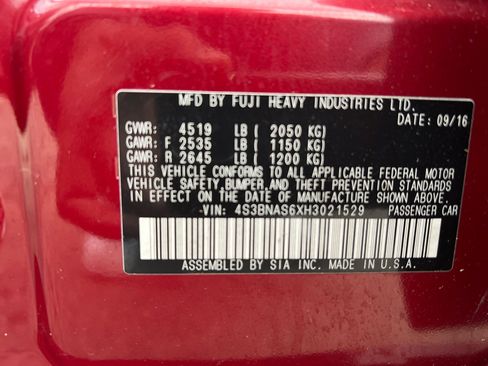 MFD BY FUJI HEAVY INDUSTRIES LTD.
DATE: 09/16
GVWR: 4519 LB ( 2050 KG)
GAWR: F 2535 LB ( 1150 KG)
GAWR: R 2645 LB ( 1200 KG)
THIS VEHICLE CONFORMS TO ALL APPLICABLE FEDERAL MOTOR
VEHICLE SAFETY, BUMPER, AND THEFT PREVENTION STANDARDS
IN EFFECT ON THE DATE OF MANUFACTURE SHOWN ABOVE.
VIN: 4S3BNAS6XH3021529 PASSENGER CAR
ASSEMBLED BY SIA INC. MADE IN U.S.A.